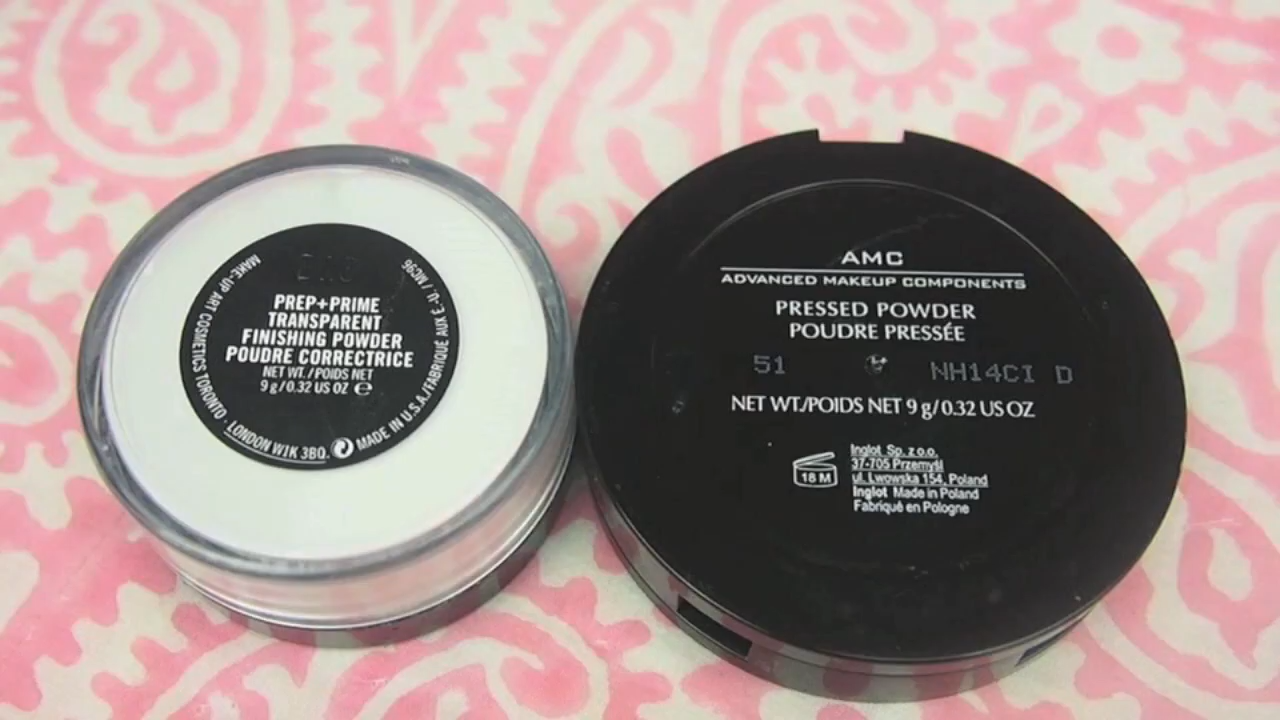 PREP+PRIME
TRANSPARENT
FINISHING POWDER
POUDRE CORRECTRICE
NET WT./POIDS NET
9 g/0.32 US OZ ℮
MAKE-UP ART COSMETICS TORONTO · LONDON W1K 3BQ. MADE IN U.S.A./FABRIQUÉ AUX É.-U./MC96
AMC
ADVANCED MAKEUP COMPONENTS
PRESSED POWDER
POUDRE PRESSÉE
51 NH14CI D
NET WT./POIDS NET 9 g/0.32 US OZ
18 M
Inglot Sp. z o.o.
37-705 Przemyśl
ul. Lwowska 154, Poland
Inglot Made in Poland
Fabriqué en Pologne